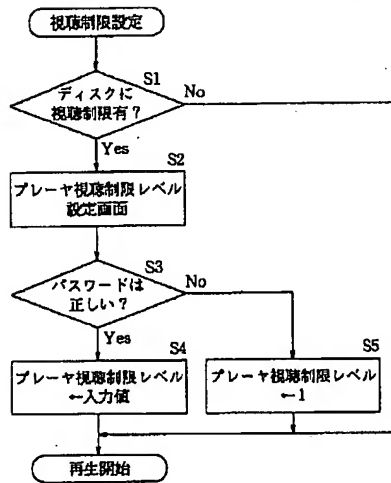 視聴制限設定
S1
ディスクに
視聴制限有?
No
Yes
S2
プレーヤ視聴制限レベル
設定画面
S3
パスワードは
正しい?
No
Yes
S4
プレーヤ視聴制限レベル
←入力値
S5
プレーヤ視聴制限レベル
←1
再生開始